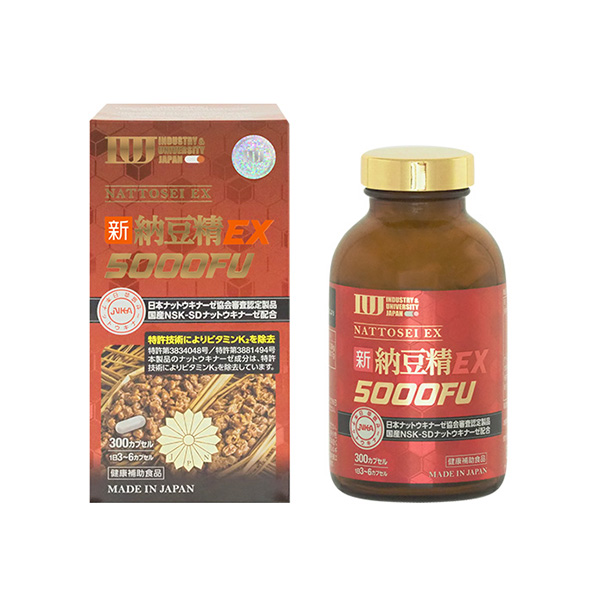 IUJ
INDUSTRY &
UNIVERSITY
JAPAN
IUJ
NATTOSEI EX
新 納豆精EX
5000FU
JNKA
日本ナットウキナーゼ協会審査認定製品
国産NSK-SDナットウキナーゼ配合
特許技術によりビタミンK₂を除去
特許第3834048号/特許第3881494号
本製品のナットウキナーゼ成分は、特許
技術によりビタミンK₂を除去しています。
300カプセル
1日3~6カプセル
JPN
健康補助食品
MADE IN JAPAN
IUJ
INDUSTRY &
UNIVERSITY
JAPAN
NATTOSEI EX
新 納豆精EX
5000FU
JNKA
日本ナットウキナーゼ協会審査認定製品
国産NSK-SDナットウキナーゼ配合
300カプセル
1日3~6カプセル
健康補助食品
MADE IN JAPAN